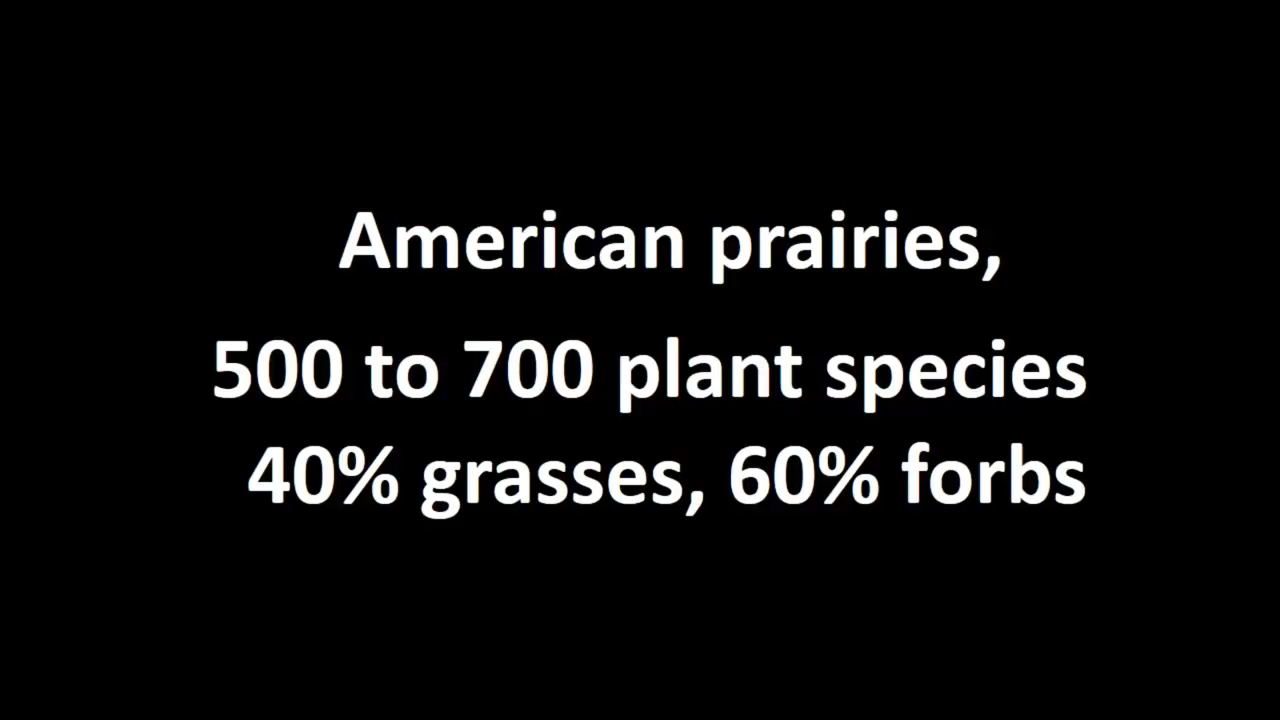 American prairies,
500 to 700 plant species
40% grasses, 60% forbs